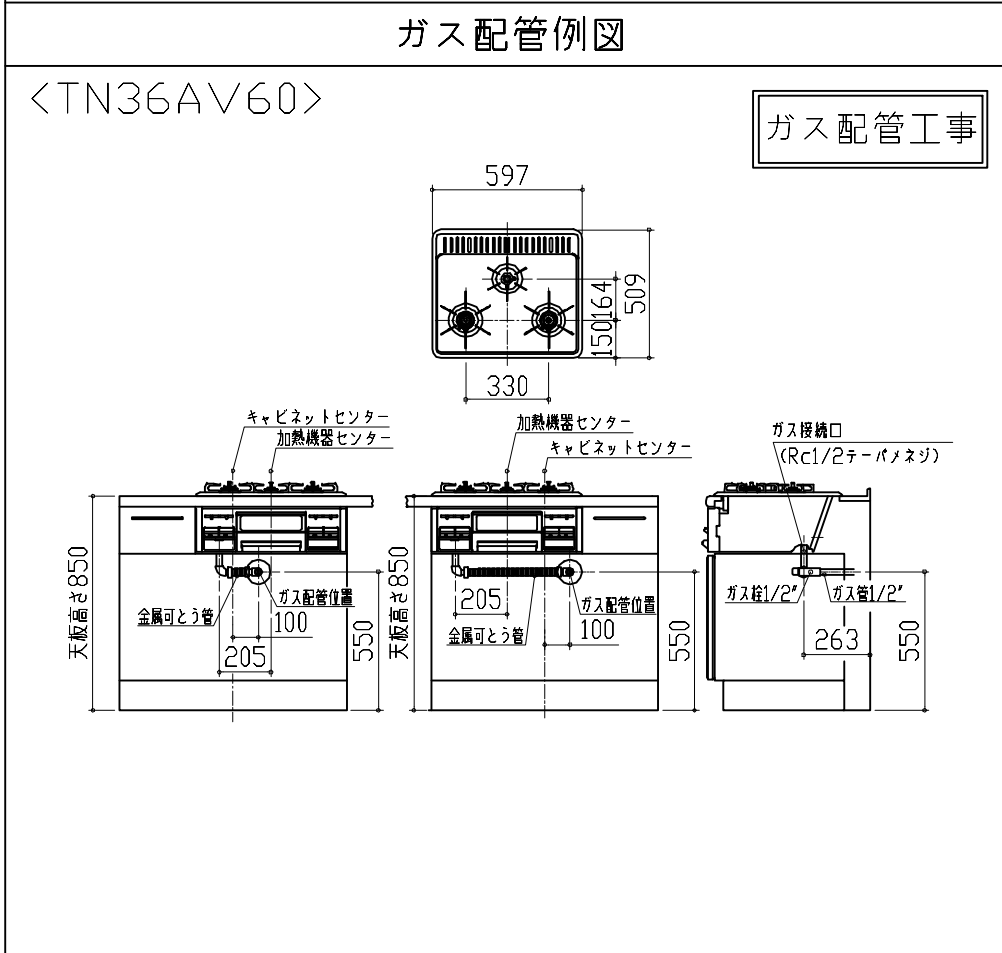 ガス配管例図
<TN36AV60>
ガス配管工事
597
509
164
150
330
キャビネットセンター
加熱機器センター
天板高さ850
金属可とう管
ガス配管位置
100
205
550
加熱機器センター
キャビネットセンター
天板高さ850
205
金属可とう管
ガス配管位置
100
550
ガス接続口
(Rc1/2テーパメネジ)
ガス栓1/2"
ガス管1/2"
263
550